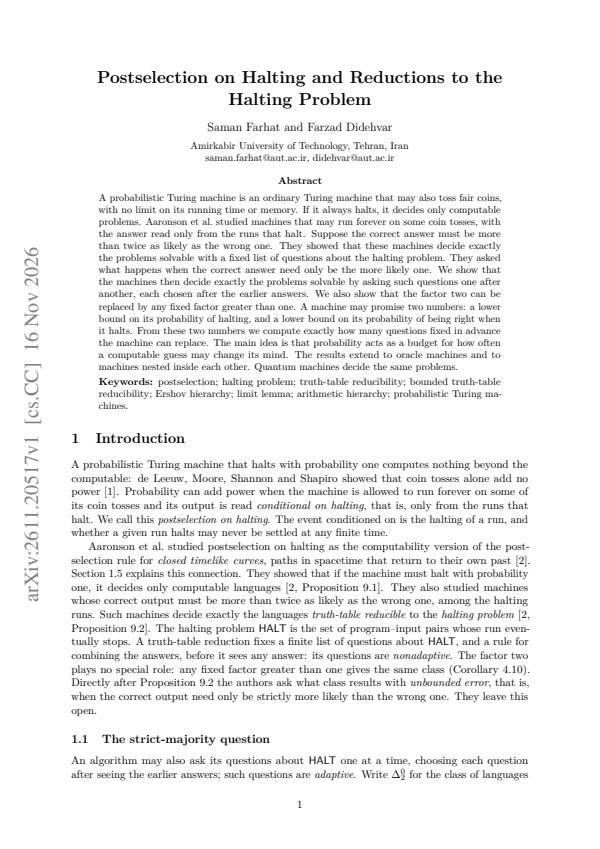 Postselection on Halting and Reductions to the
Halting Problem
Saman Farhat and Farzad Didehvar
Amirkabir University of Technology, Tehran, Iran
saman.farhat@aut.ac.ir, didehvar@aut.ac.ir
Abstract
A probabilistic Turing machine is an ordinary Turing machine that may also toss fair coins,
with no limit on its running time or memory. If it always halts, it decides only computable
problems. Aaronson et al. studied machines that may run forever on some coin tosses, with
the answer read only from the runs that halt. Suppose the correct answer must be more
than twice as likely as the wrong one. They showed that these machines decide exactly
the problems solvable with a fixed list of questions about the halting problem. They asked
what happens when the correct answer need only be the more likely one. We show that
the machines then decide exactly the problems solvable by asking such questions one after
another, each chosen after the earlier answers. We also show that the factor two can be
replaced by any fixed factor greater than one. A machine may promise two numbers: a lower
bound on its probability of halting, and a lower bound on its probability of being right when
it halts. From these two numbers we compute exactly how many questions fixed in advance
the machine can replace. The main idea is that probability acts as a budget for how often
a computable guess may change its mind. The results extend to oracle machines and to
machines nested inside each other. Quantum machines decide the same problems.
Keywords: postselection; halting problem; truth-table reducibility; bounded truth-table
reducibility; Ershov hierarchy; limit lemma; arithmetic hierarchy; probabilistic Turing ma-
chines.
1 Introduction
A probabilistic Turing machine that halts with probability one computes nothing beyond the
computable: de Leeuw, Moore, Shannon and Shapiro showed that coin tosses alone add no
power [1]. Probability can add power when the machine is allowed to run forever on some of
its coin tosses and its output is read conditional on halting, that is, only from the runs that
halt. We call this postselection on halting. The event conditioned on is the halting of a run, and
whether a given run halts may never be settled at any finite time.
Aaronson et al. studied postselection on halting as the computability version of the post-
selection rule for closed timelike curves, paths in spacetime that return to their own past [2].
Section 1.5 explains this connection. They showed that if the machine must halt with probability
one, it decides only computable languages [2, Proposition 9.1]. They also studied machines
whose correct output must be more than twice as likely as the wrong one, among the halting
runs. Such machines decide exactly the languages truth-table reducible to the halting problem [2,
Proposition 9.2]. The halting problem HALT is the set of program–input pairs whose run even-
tually stops. A truth-table reduction fixes a finite list of questions about HALT, and a rule for
combining the answers, before it sees any answer: its questions are nonadaptive. The factor two
plays no special role: any fixed factor greater than one gives the same class (Corollary 4.10).
Directly after Proposition 9.2 the authors ask what class results with unbounded error, that is,
when the correct output need only be strictly more likely than the wrong one. They leave this
open.
1.1 The strict-majority question
An algorithm may also ask its questions about HALT one at a time, choosing each question
after seeing the earlier answers; such questions are adaptive. Write Δ⁰₂ for the class of languages
1
arXiv:2611.20517v1 [cs.CC] 16 Nov 2026